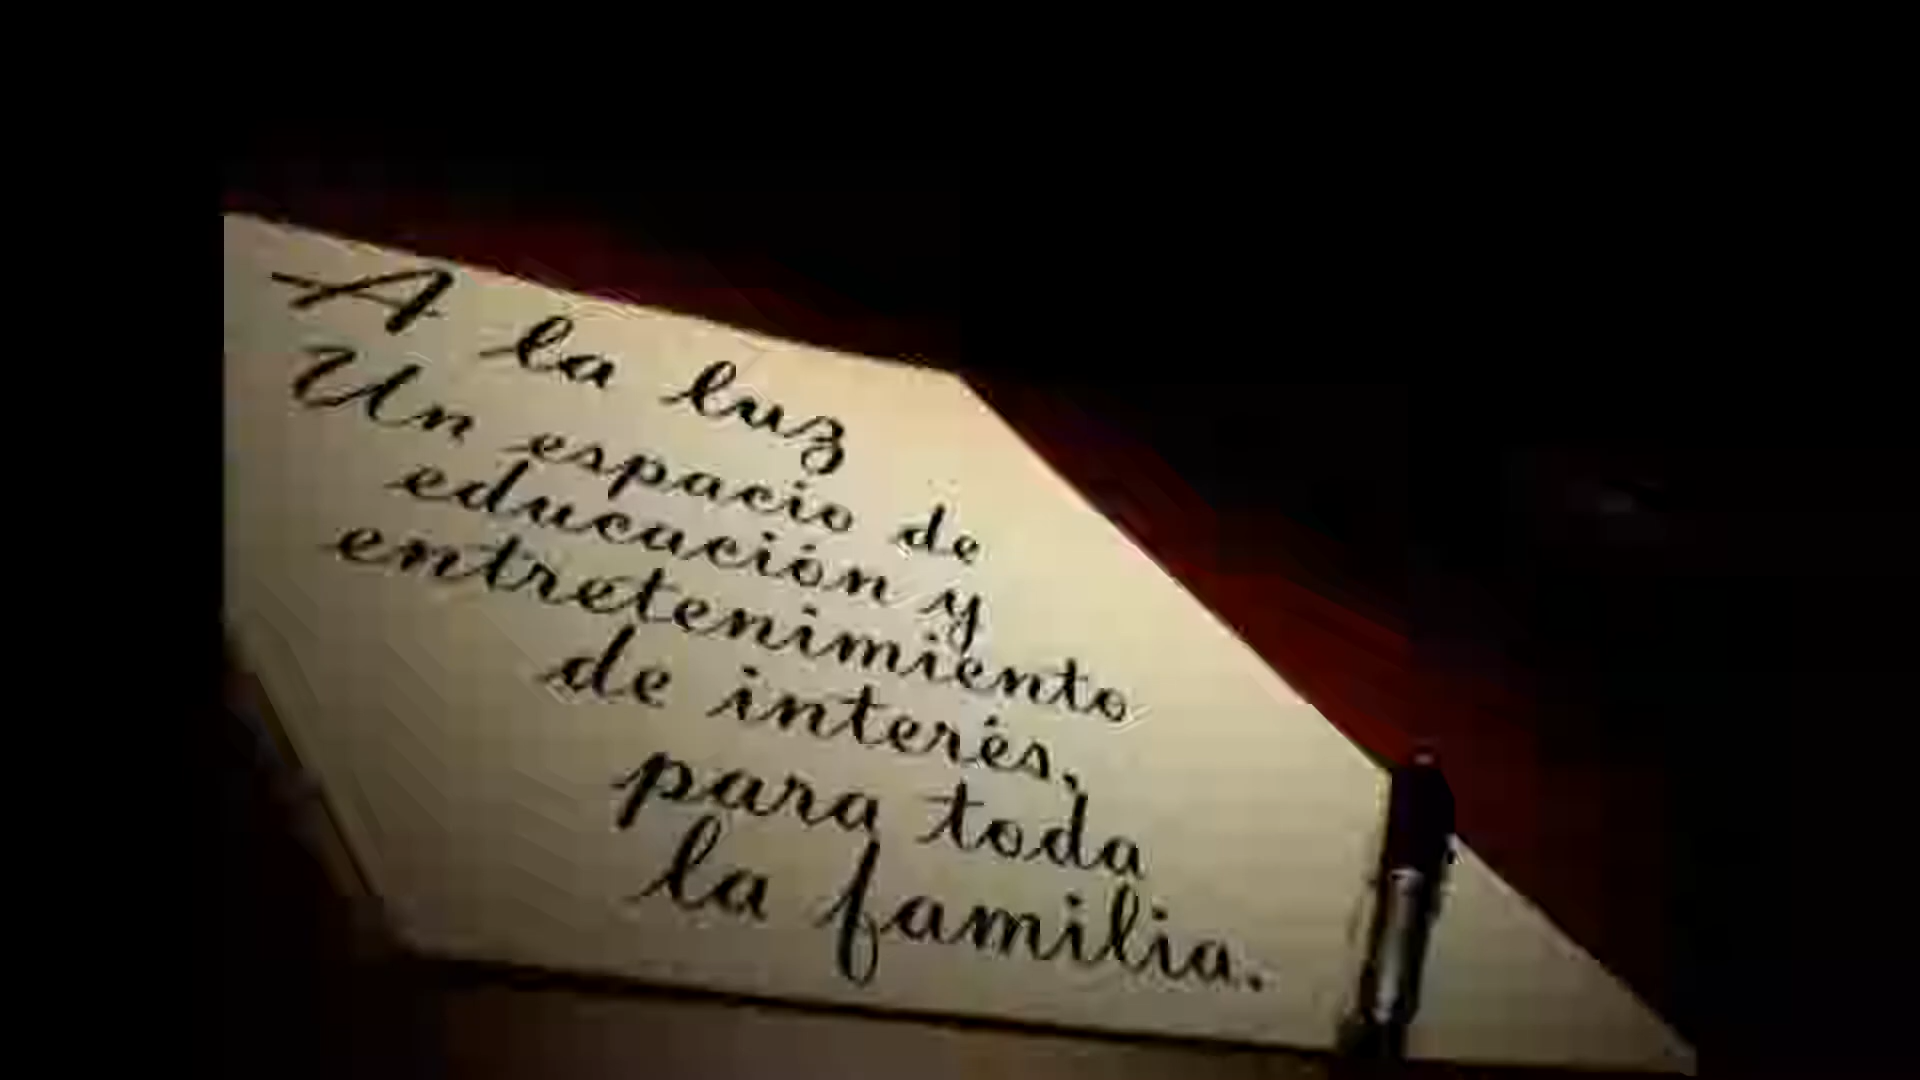 A la luz
Un espacio de
educación y
entretenimiento
de interés,
para toda
la familia.